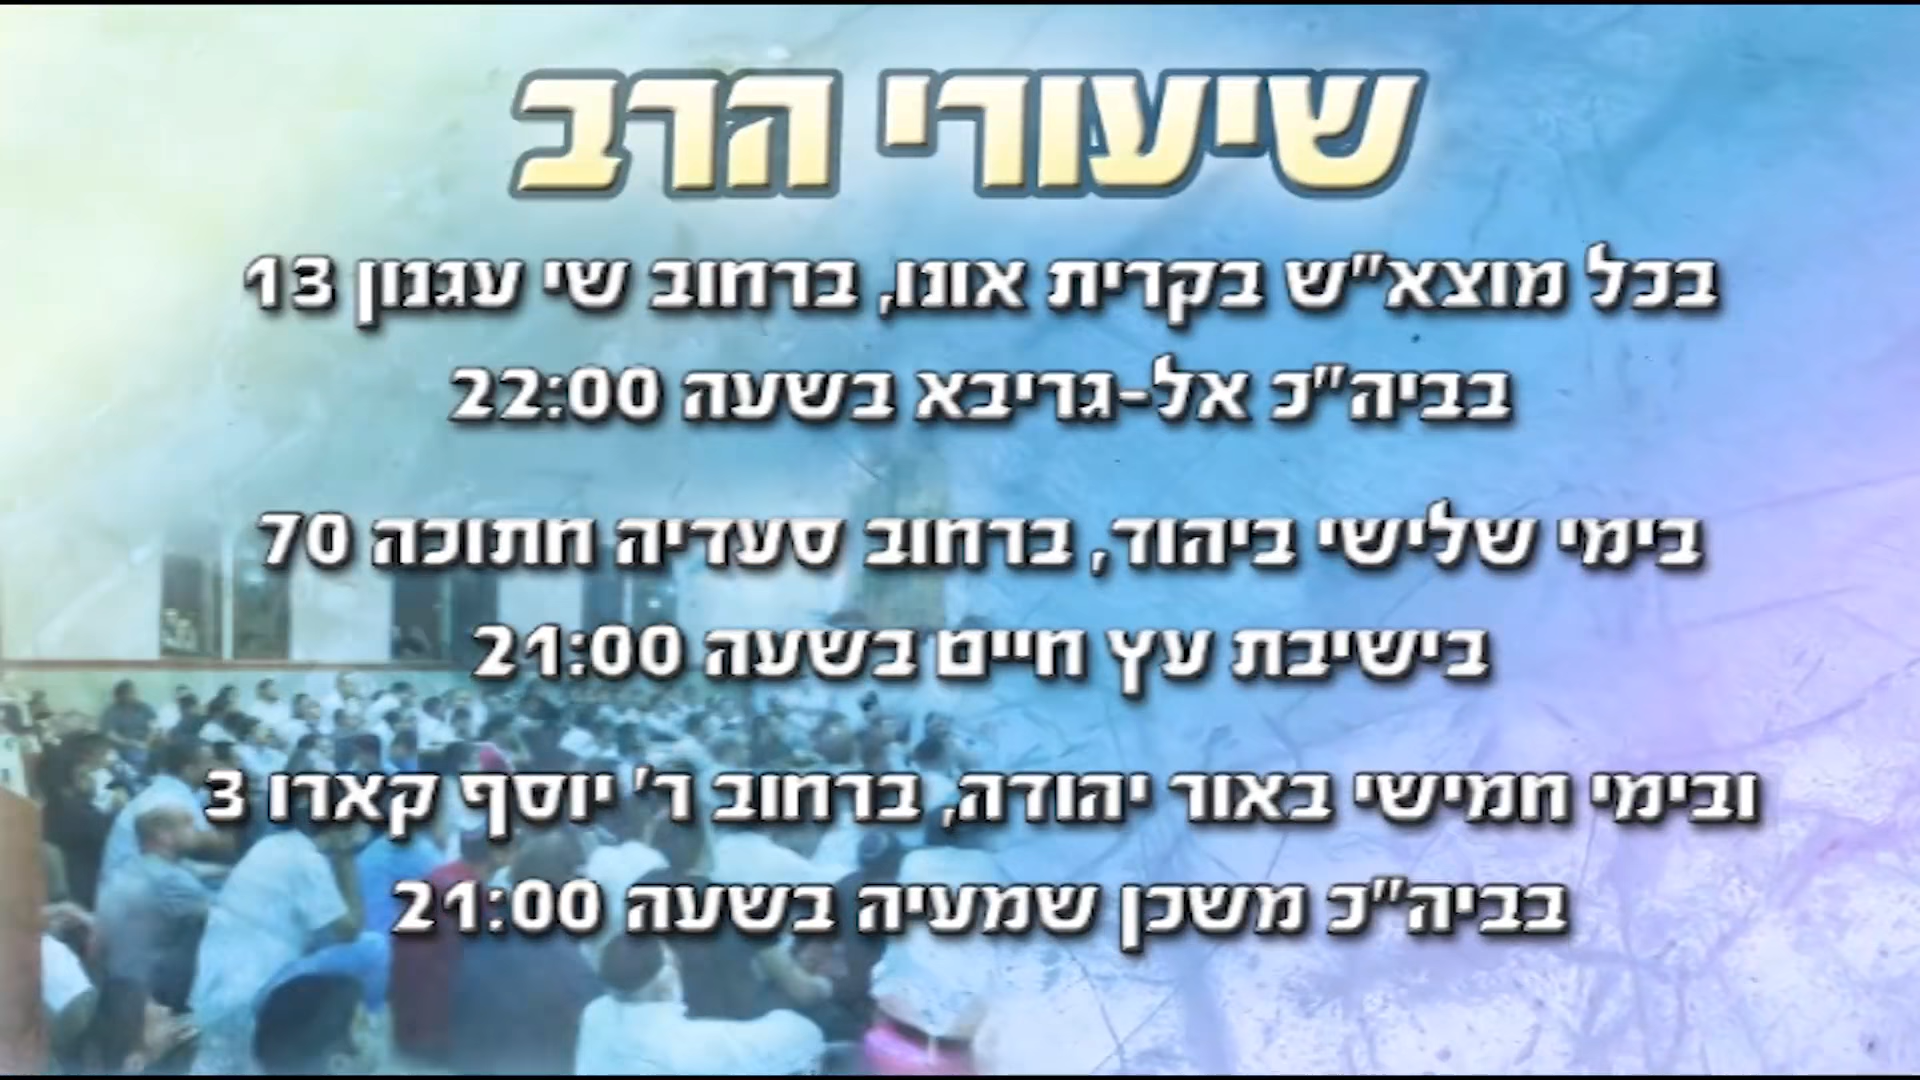 שיעורי הרב
בכל מוצא"ש בקרית אונו, ברחוב שי עגנון 13
בביה"כ אל-גריבא בשעה 22:00
בימי שלישי ביהוד, ברחוב סעדיה חתוכה 70
בישיבת עץ חיים בשעה 21:00
ובימי חמישי באור יהודה, ברחוב ר' יוסף קארו 3
בביה"כ משכן שמעיה בשעה 21:00